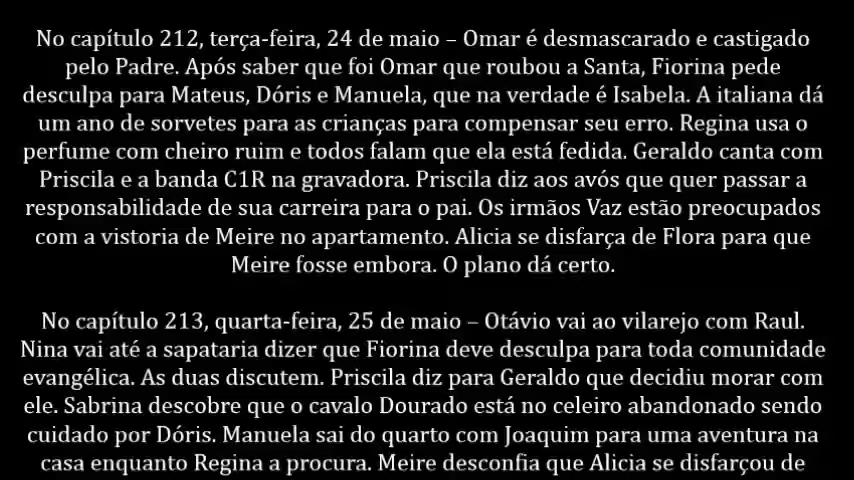 No capítulo 212, terça-feira, 24 de maio – Omar é desmascarado e castigado
pelo Padre. Após saber que foi Omar que roubou a Santa, Fiorina pede
desculpa para Mateus, Dóris e Manuela, que na verdade é Isabela. A italiana dá
um ano de sorvetes para as crianças para compensar seu erro. Regina usa o
perfume com cheiro ruim e todos falam que ela está fedida. Geraldo canta com
Priscila e a banda C1R na gravadora. Priscila diz aos avós que quer passar a
responsabilidade de sua carreira para o pai. Os irmãos Vaz estão preocupados
com a vistoria de Meire no apartamento. Alicia se disfarça de Flora para que
Meire fosse embora. O plano dá certo.
No capítulo 213, quarta-feira, 25 de maio – Otávio vai ao vilarejo com Raul.
Nina vai até a sapataria dizer que Fiorina deve desculpa para toda comunidade
evangélica. As duas discutem. Priscila diz para Geraldo que decidiu morar com
ele. Sabrina descobre que o cavalo Dourado está no celeiro abandonado sendo
cuidado por Dóris. Manuela sai do quarto com Joaquim para uma aventura na
casa enquanto Regina a procura. Meire desconfia que Alicia se disfarçou de